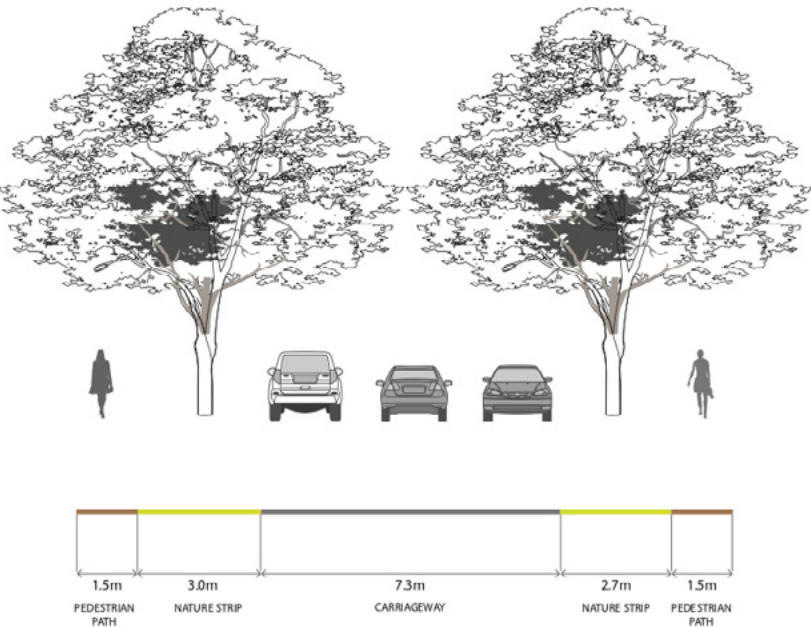 1.5m 3.0m 7.3m 2.7m 1.5m
PEDESTRIAN NATURE STRIP CARRIAGEWAY NATURE STRIP PEDESTRIAN
PATH PATH